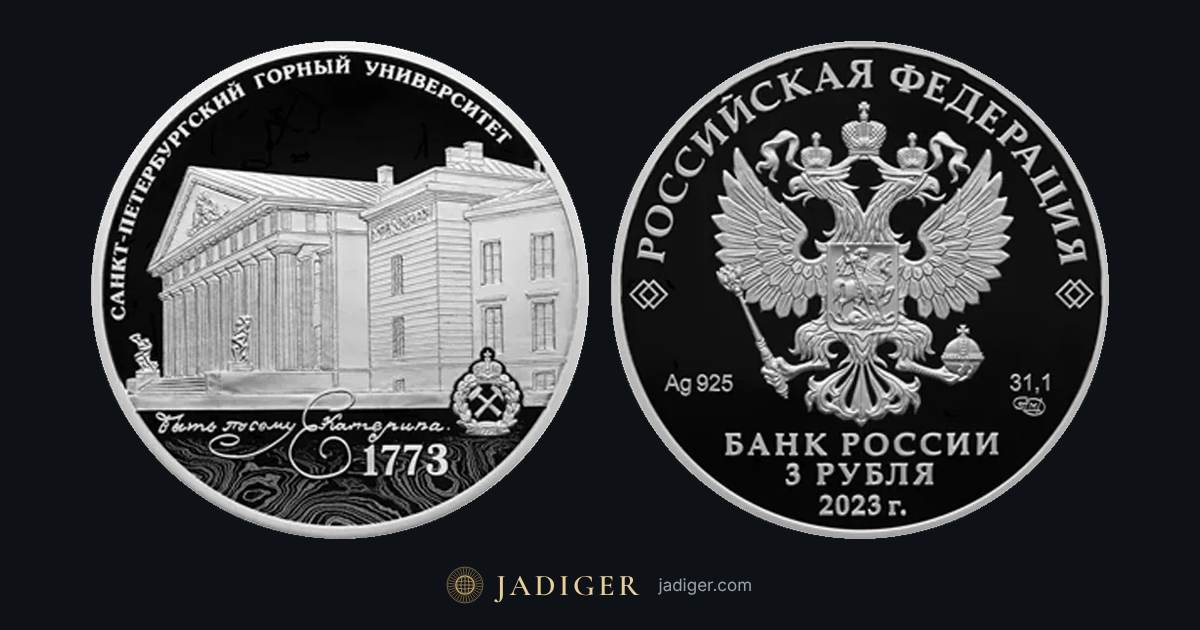 САНКТ-ПЕТЕРБУРГСКИЙ ГОРНЫЙ УНИВЕРСИТЕТ
Быть посему Екатерина.
1773
РОССИЙСКАЯ ФЕДЕРАЦИЯ
Ag 925
31,1
БАНК РОССИИ
3 РУБЛЯ
2023 г.
JADIGER
jadiger.com